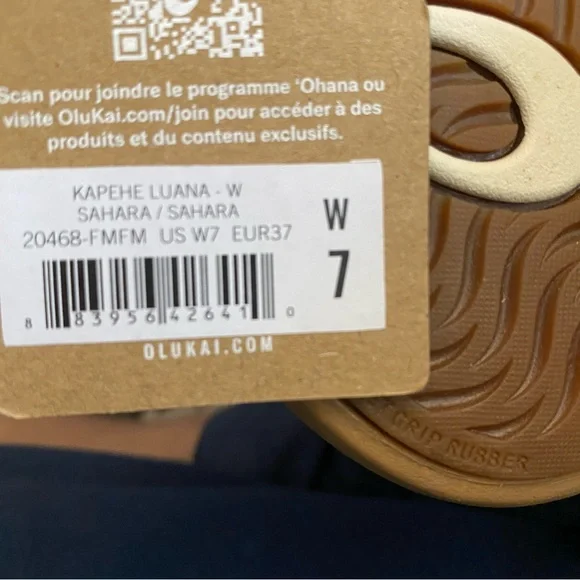 Scan pour joindre le programme 'Ohana ou
visite OluKai.com/join pour accéder à des
produits et du contenu exclusifs.
KAPEHE LUANA - W
SAHARA / SAHARA
20468-FMFM US W7 EUR37
W
7
8 83956 42641 0
OLUKAI.COM
GRIP RUBBER